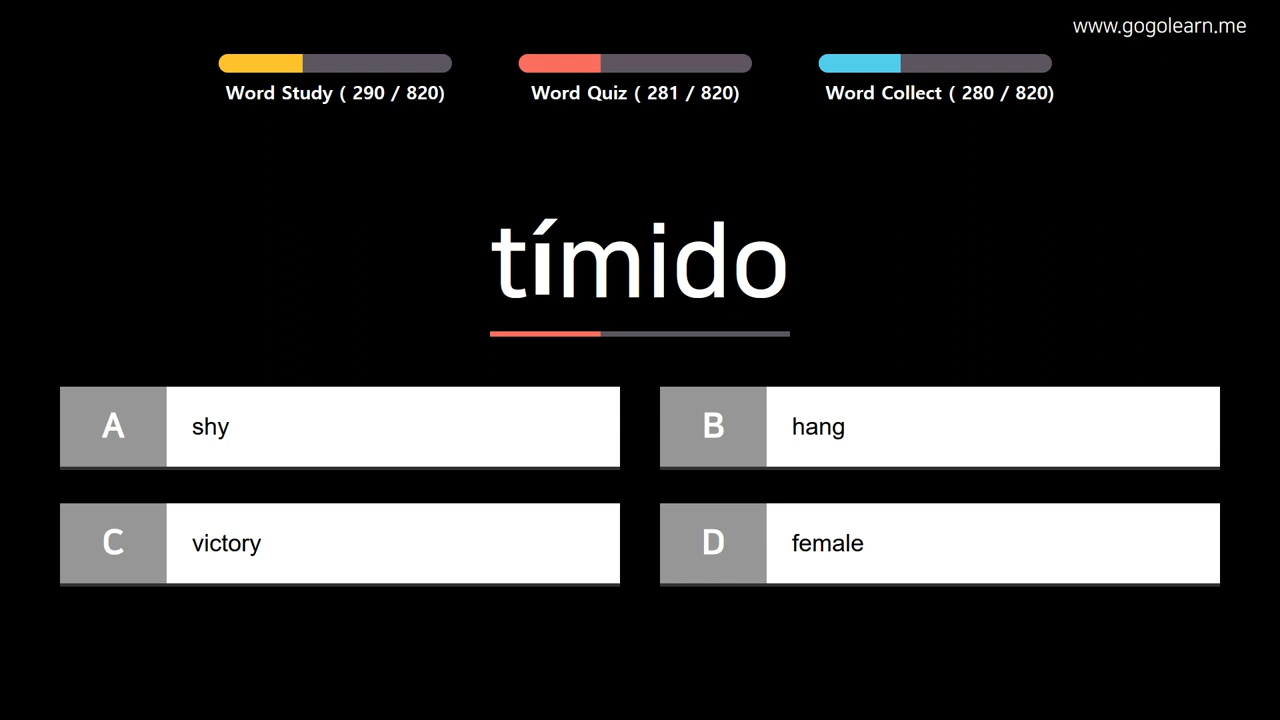 www.gogolearn.me
Word Study ( 290 / 820)
Word Quiz ( 281 / 820)
Word Collect ( 280 / 820)
tímido
A shy
B hang
C victory
D female